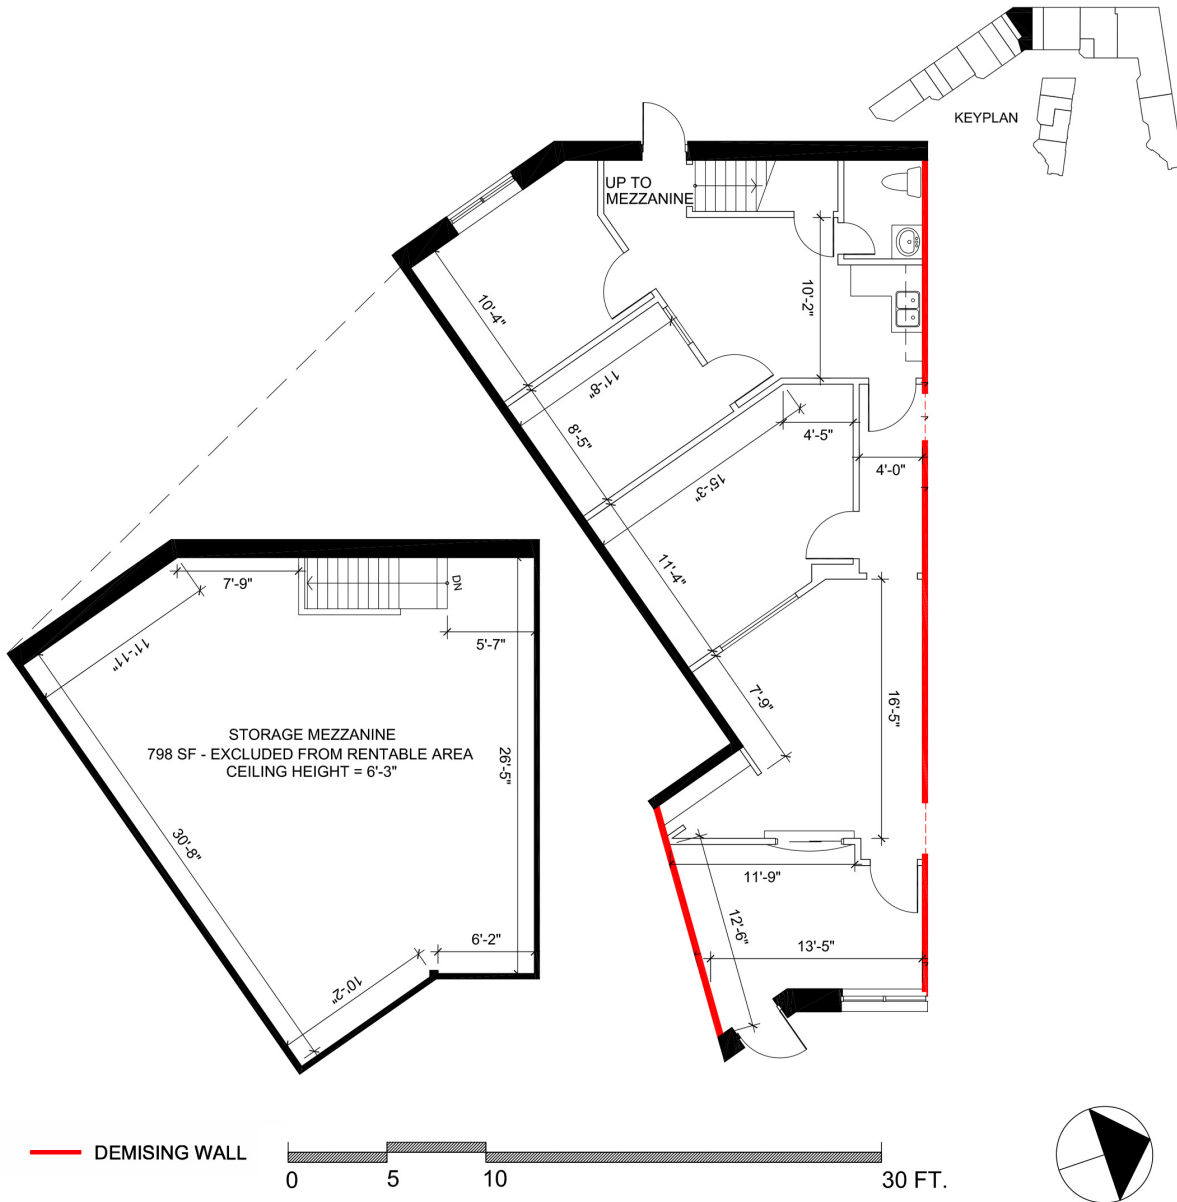 KEYPLAN
UP TO
MEZZANINE
10'-4"
10'-2"
11'-8"
8'-5"
4'-5"
4'-0"
15'-3"
11'-4"
7'-9"
16'-5"
11'-9"
12'-6"
13'-5"
7'-9"
DN
5'-7"
11'-11"
STORAGE MEZZANINE
798 SF - EXCLUDED FROM RENTABLE AREA
CEILING HEIGHT = 6'-3"
26'-5"
30'-8"
6'-2"
10'-2"
DEMISING WALL
0 5 10 30 FT.